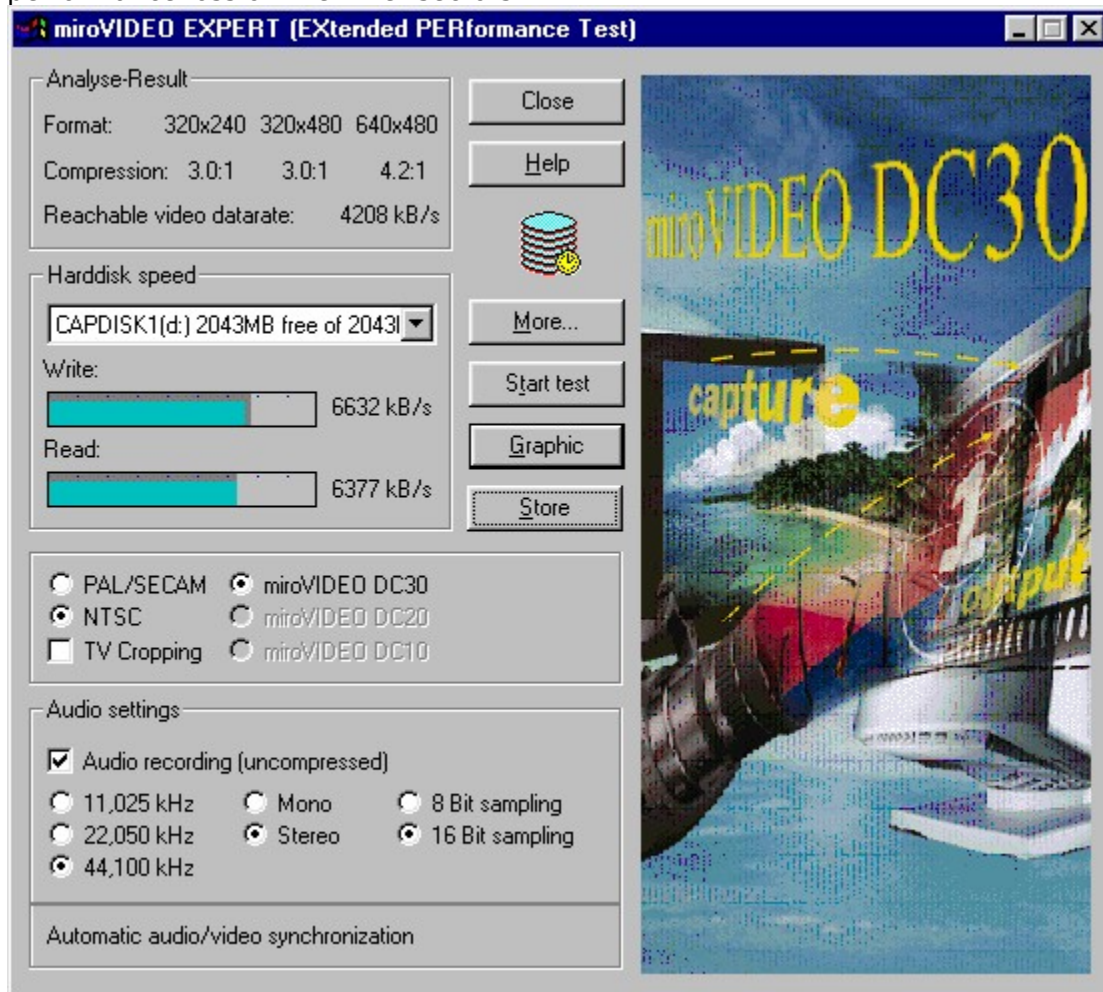 miroVIDEO EXPERT (EXtended PERformance Test)
Analyse-Result
Format: 320x240 320x480 640x480
Compression: 3.0:1 3.0:1 4.2:1
Reachable video datarate: 4208 kB/s
Harddisk speed
CAPDISK1(d:) 2043MB free of 2043
Write:
6632 kB/s
Read:
6377 kB/s
Close
Help
More...
Start test
Graphic
Store
PAL/SECAM miroVIDEO DC30
NTSC miroVIDEO DC20
TV Cropping miroVIDEO DC10
Audio settings
Audio recording (uncompressed)
11,025 kHz Mono 8 Bit sampling
22,050 kHz Stereo 16 Bit sampling
44,100 kHz
Automatic audio/video synchronization
miroVIDEO DC30
capture
output